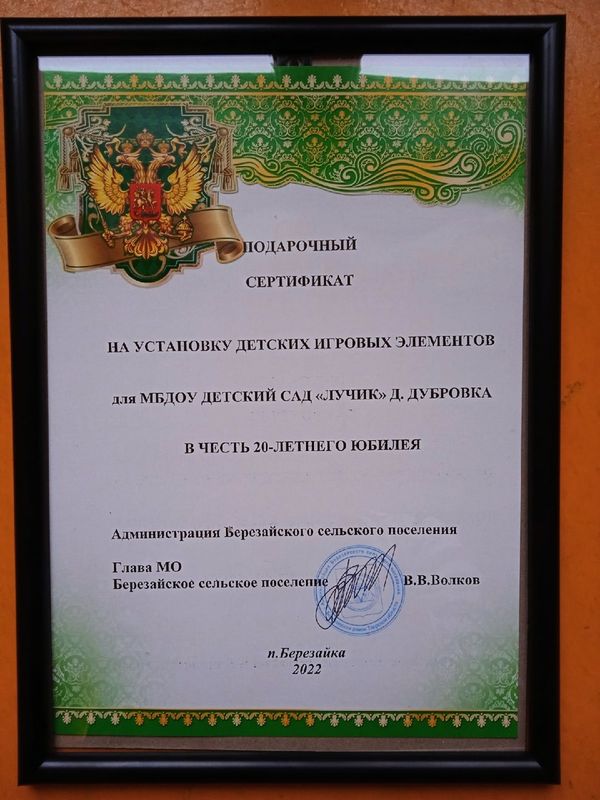 ПОДАРОЧНЫЙ
СЕРТИФИКАТ
НА УСТАНОВКУ ДЕТСКИХ ИГРОВЫХ ЭЛЕМЕНТОВ
для МБДОУ ДЕТСКИЙ САД «ЛУЧИК» Д. ДУБРОВКА
В ЧЕСТЬ 20-ЛЕТНЕГО ЮБИЛЕЯ
Администрация Березайского сельского поселения
Глава МО
Березайское сельское поселение В.В.Волков
п.Березайка
2022